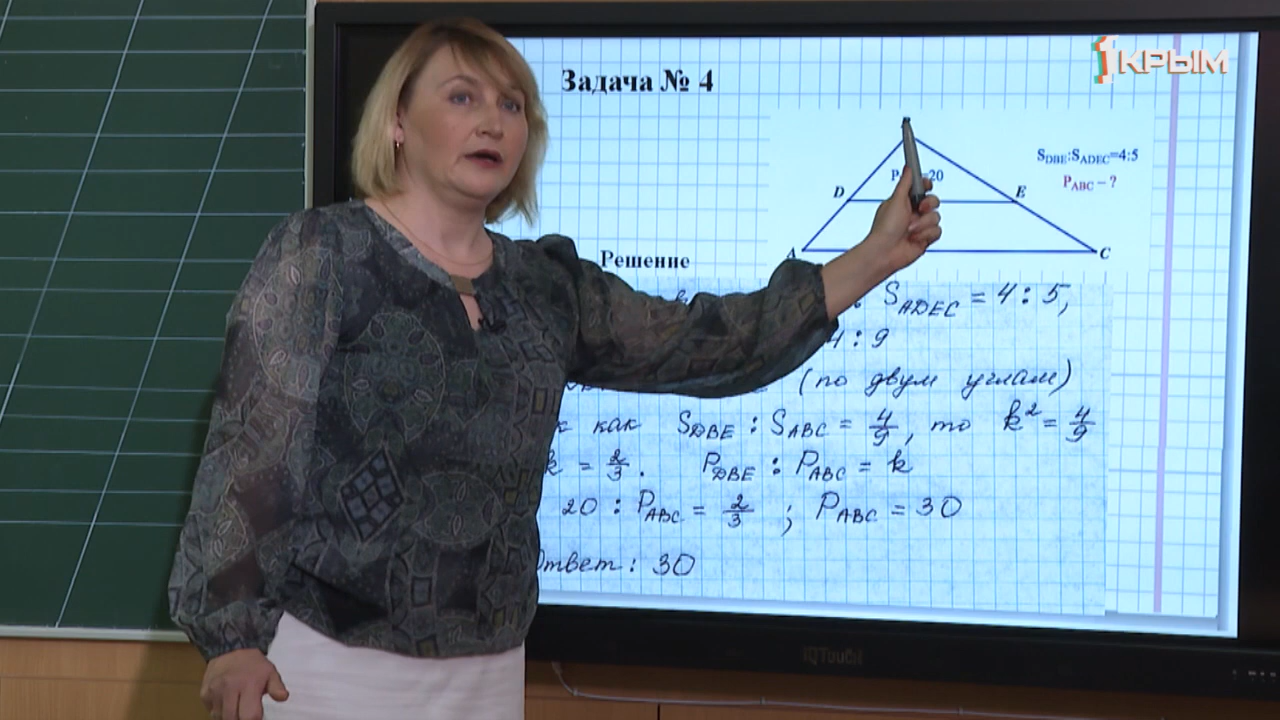 1КРЫМ
Задача № 4
S_DBE:S_ADEC=4:5
=20
D
E
P_ABC – ?
A
C
Решение
: S_ADEC = 4 : 5,
4 : 9
(по двум углам)
как S_DBE : S_ABC = 4/9, то k² = 4/9
k = 2/3. P_DBE : P_ABC = k
20 : P_ABC = 2/3 ; P_ABC = 30
Ответ: 30
IQTouch